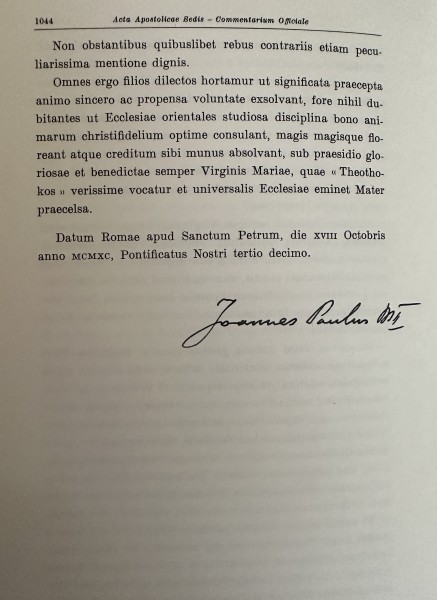 1044 Acta Apostolicae Sedis – Commentarium Officiale
Non obstantibus quibuslibet rebus contrariis etiam pecu-
liarissima mentione dignis.
Omnes ergo filios dilectos hortamur ut significata praecepta
animo sincero ac propensa voluntate exsolvant, fore nihil du-
bitantes ut Ecclesiae orientales studiosa disciplina bono ani-
marum christifidelium optime consulant, magis magisque flo-
reant atque creditum sibi munus absolvant, sub praesidio glo-
riosae et benedictae semper Virginis Mariae, quae « Theotho-
kos » verissime vocatur et universalis Ecclesiae eminet Mater
praecelsa.
Datum Romae apud Sanctum Petrum, die XVIII Octobris
anno MCMXC, Pontificatus Nostri tertio decimo.
Joannes Paulus PP. II